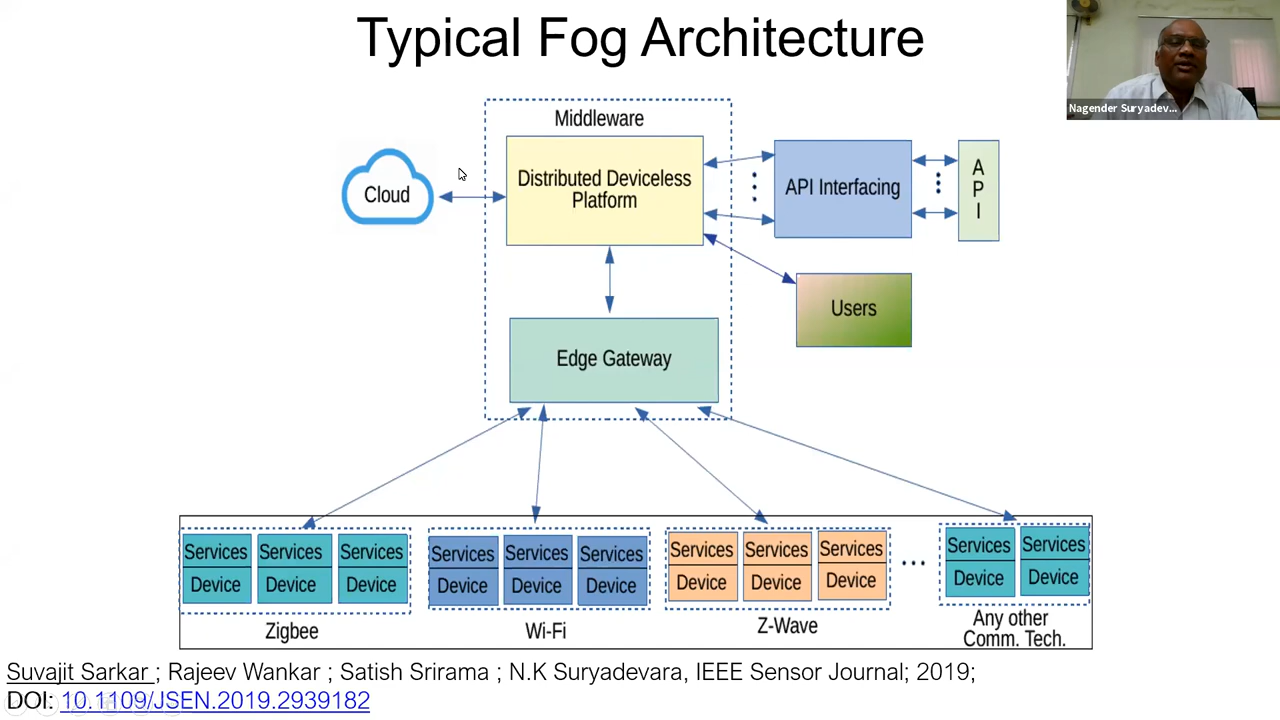 Typical Fog Architecture
Nagender Suryadev...
Middleware
Distributed Deviceless
Platform
Cloud
API Interfacing
A
P
I
Users
Edge Gateway
Services Services Services
Device Device Device
Zigbee
Services Services Services
Device Device Device
Wi-Fi
Services Services Services
Device Device Device
Z-Wave
...
Services Services
Device Device
Any other
Comm. Tech.
Suvajit Sarkar ; Rajeev Wankar ; Satish Srirama ; N.K Suryadevara, IEEE Sensor Journal; 2019;
DOI: 10.1109/JSEN.2019.2939182